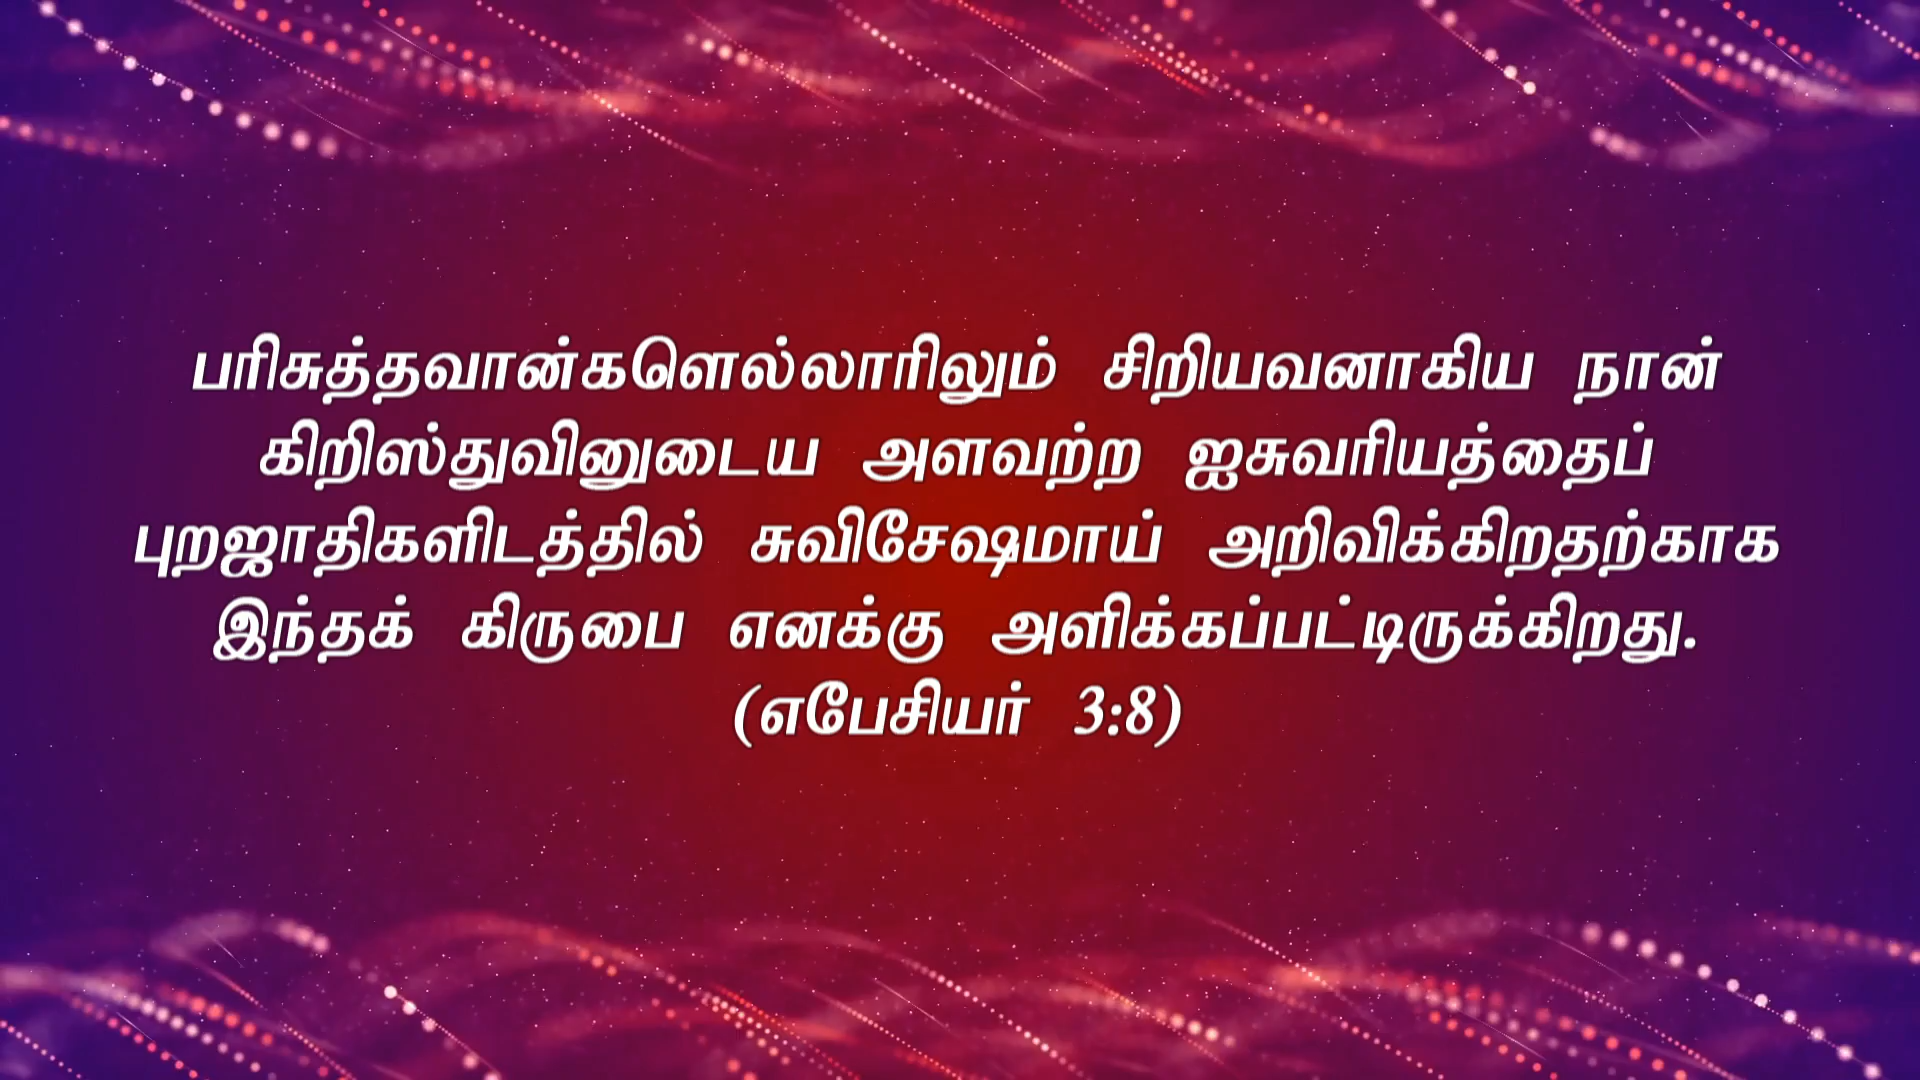 பரிசுத்தவான்களெல்லாரிலும் சிறியவனாகிய நான்
கிறிஸ்துவினுடைய அளவற்ற ஐசுவரியத்தைப்
புறஜாதிகளிடத்தில் சுவிசேஷமாய் அறிவிக்கிறதற்காக
இந்தக் கிருபை எனக்கு அளிக்கப்பட்டிருக்கிறது.
(எபேசியர் 3:8)